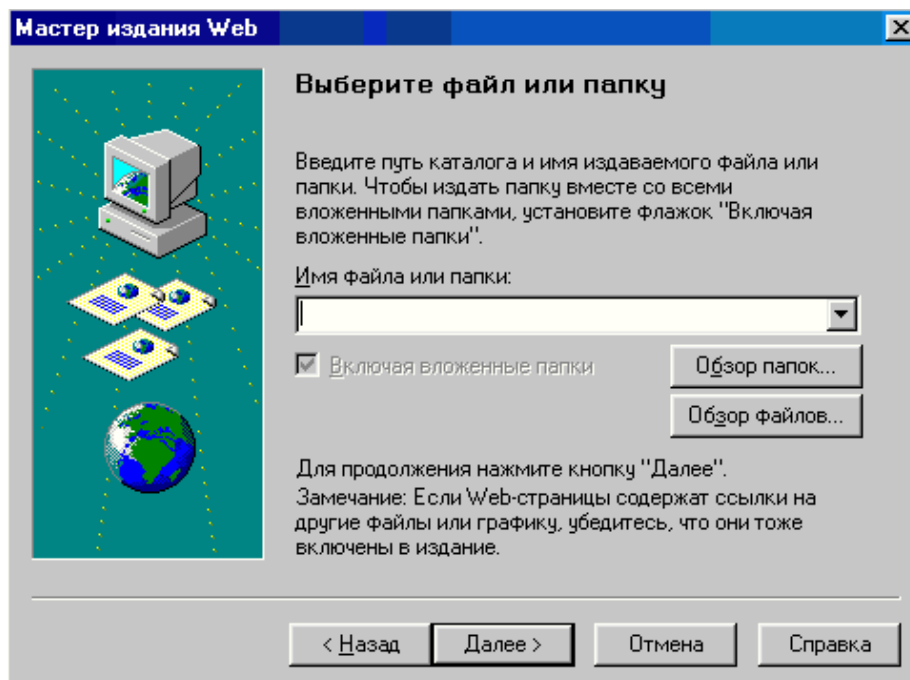 Мастер издания Web
Выберите файл или папку
Введите путь каталога и имя издаваемого файла или
папки. Чтобы издать папку вместе со всеми
вложенными папками, установите флажок "Включая
вложенные папки".
Имя файла или папки:
Включая вложенные папки
Обзор папок...
Обзор файлов...
Для продолжения нажмите кнопку "Далее".
Замечание: Если Web-страницы содержат ссылки на
другие файлы или графику, убедитесь, что они тоже
включены в издание.
< Назад
Далее >
Отмена
Справка